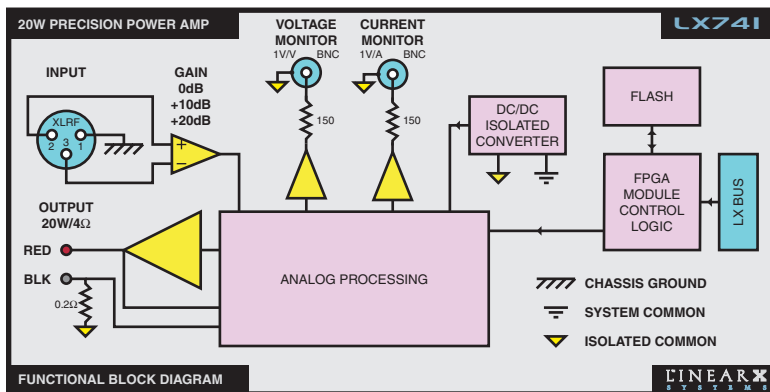 20W PRECISION POWER AMP
LX741
VOLTAGE
MONITOR
1V/V
BNC
CURRENT
MONITOR
1V/A
BNC
INPUT
GAIN
0dB
+10dB
+20dB
XLRF
2
3
1
+
−
150
150
DC/DC
ISOLATED
CONVERTER
FLASH
FPGA
MODULE
CONTROL
LOGIC
LX BUS
OUTPUT
20W/4Ω
RED
BLK
0.2Ω
ANALOG PROCESSING
CHASSIS GROUND
SYSTEM COMMON
ISOLATED COMMON
FUNCTIONAL BLOCK DIAGRAM
LINEARX
SYSTEMS